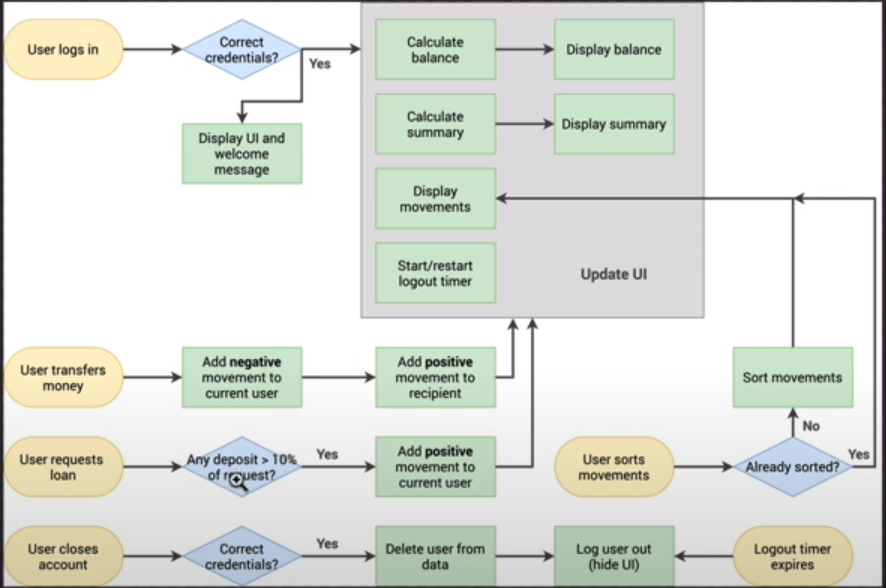 User logs in
Correct
credentials?
Yes
Display UI and
welcome
message
Calculate
balance
Display balance
Calculate
summary
Display summary
Display
movements
Start/restart
logout timer
Update UI
User transfers
money
Add negative
movement to
current user
Add positive
movement to
recipient
Sort movements
No
User requests
loan
Any deposit > 10%
of request?
Yes
Add positive
movement to
current user
User sorts
movements
Already sorted?
Yes
User closes
account
Correct
credentials?
Yes
Delete user from
data
Log user out
(hide UI)
Logout timer
expires